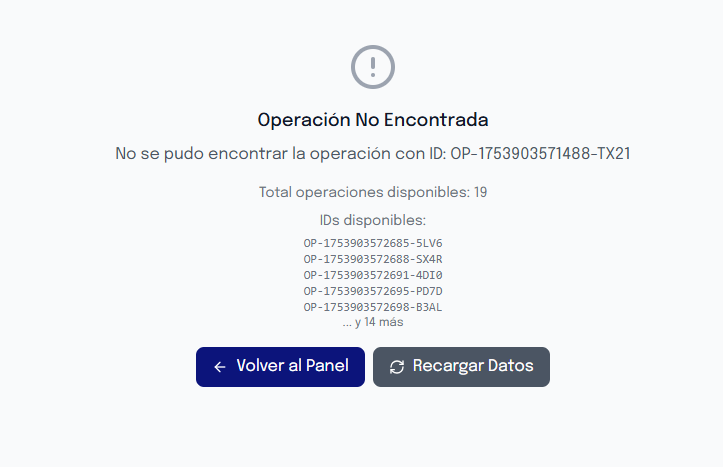 Operación No Encontrada
No se pudo encontrar la operación con ID: OP-1753903571488-TX21
Total operaciones disponibles: 19
IDs disponibles:
OP-1753903572685-5LV6
OP-1753903572688-SX4R
OP-1753903572691-4DI0
OP-1753903572695-PD7D
OP-1753903572698-B3AL
... y 14 más
Volver al Panel
Recargar Datos